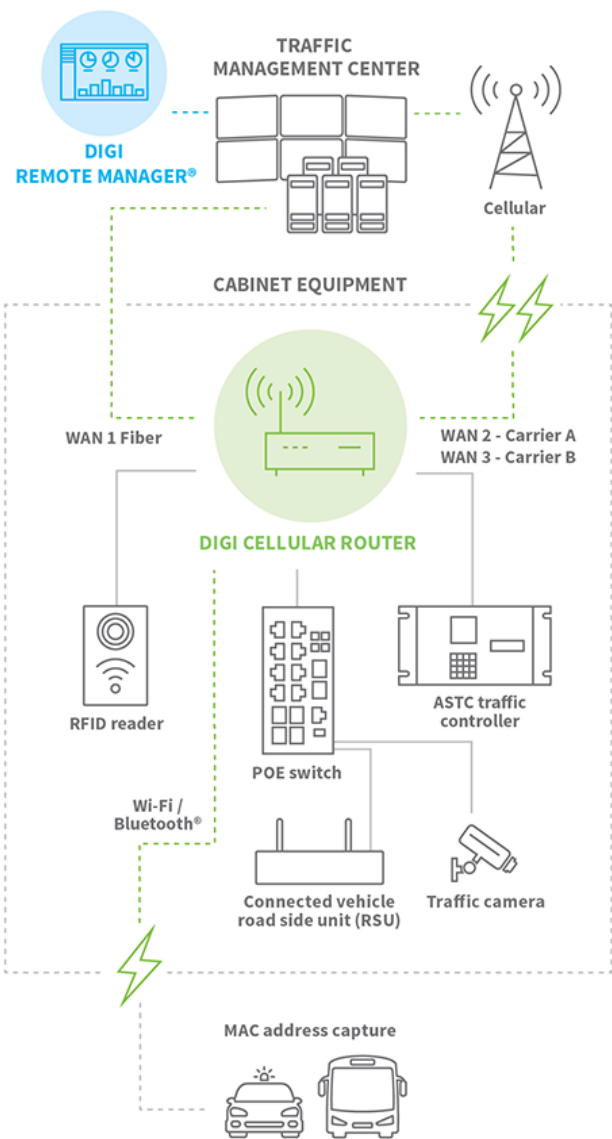 TRAFFIC
MANAGEMENT CENTER
DIGI
REMOTE MANAGER®
Cellular
CABINET EQUIPMENT
WAN 1 Fiber
WAN 2 - Carrier A
WAN 3 - Carrier B
DIGI CELLULAR ROUTER
RFID reader
ASTC traffic
controller
POE switch
Wi-Fi /
Bluetooth®
Connected vehicle
road side unit (RSU)
Traffic camera
MAC address capture